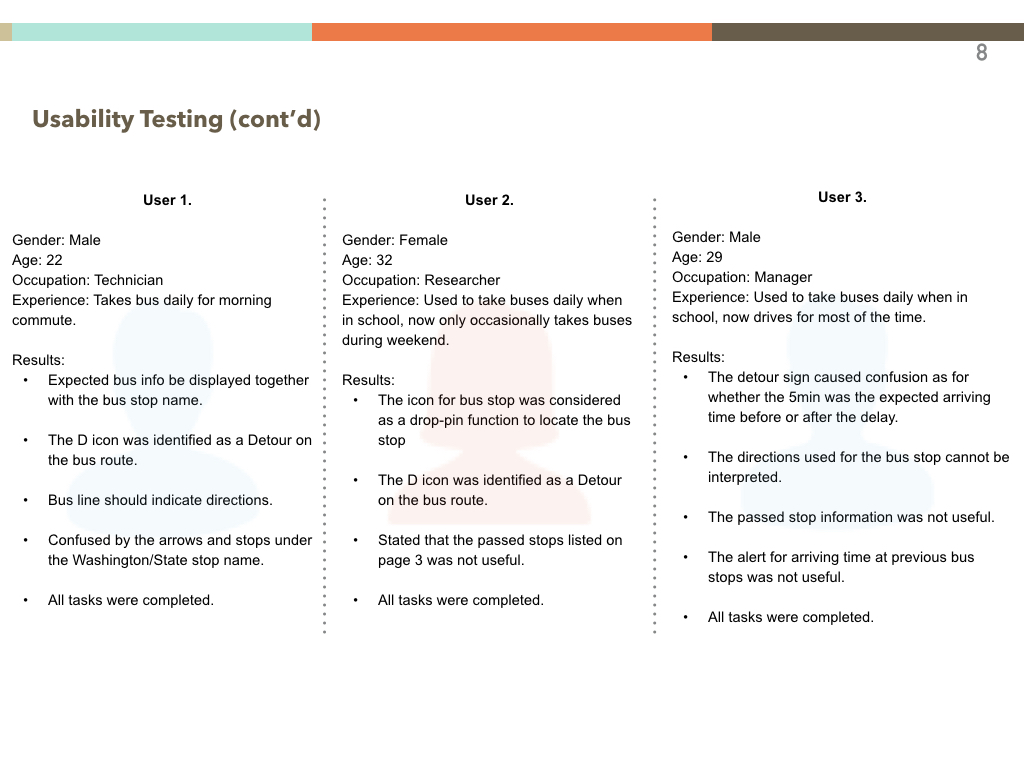 8
Usability Testing (cont’d)
User 1.
Gender: Male
Age: 22
Occupation: Technician
Experience: Takes bus daily for morning
commute.
Results:
• Expected bus info be displayed together
with the bus stop name.
• The D icon was identified as a Detour on
the bus route.
• Bus line should indicate directions.
• Confused by the arrows and stops under
the Washington/State stop name.
• All tasks were completed.
User 2.
Gender: Female
Age: 32
Occupation: Researcher
Experience: Used to take buses daily when
in school, now only occasionally takes buses
during weekend.
Results:
• The icon for bus stop was considered
as a drop-pin function to locate the bus
stop
• The D icon was identified as a Detour
on the bus route.
• Stated that the passed stops listed on
page 3 was not useful.
• All tasks were completed.
User 3.
Gender: Male
Age: 29
Occupation: Manager
Experience: Used to take buses daily when in
school, now drives for most of the time.
Results:
• The detour sign caused confusion as for
whether the 5min was the expected arriving
time before or after the delay.
• The directions used for the bus stop cannot be
interpreted.
• The passed stop information was not useful.
• The alert for arriving time at previous bus
stops was not useful.
• All tasks were completed.